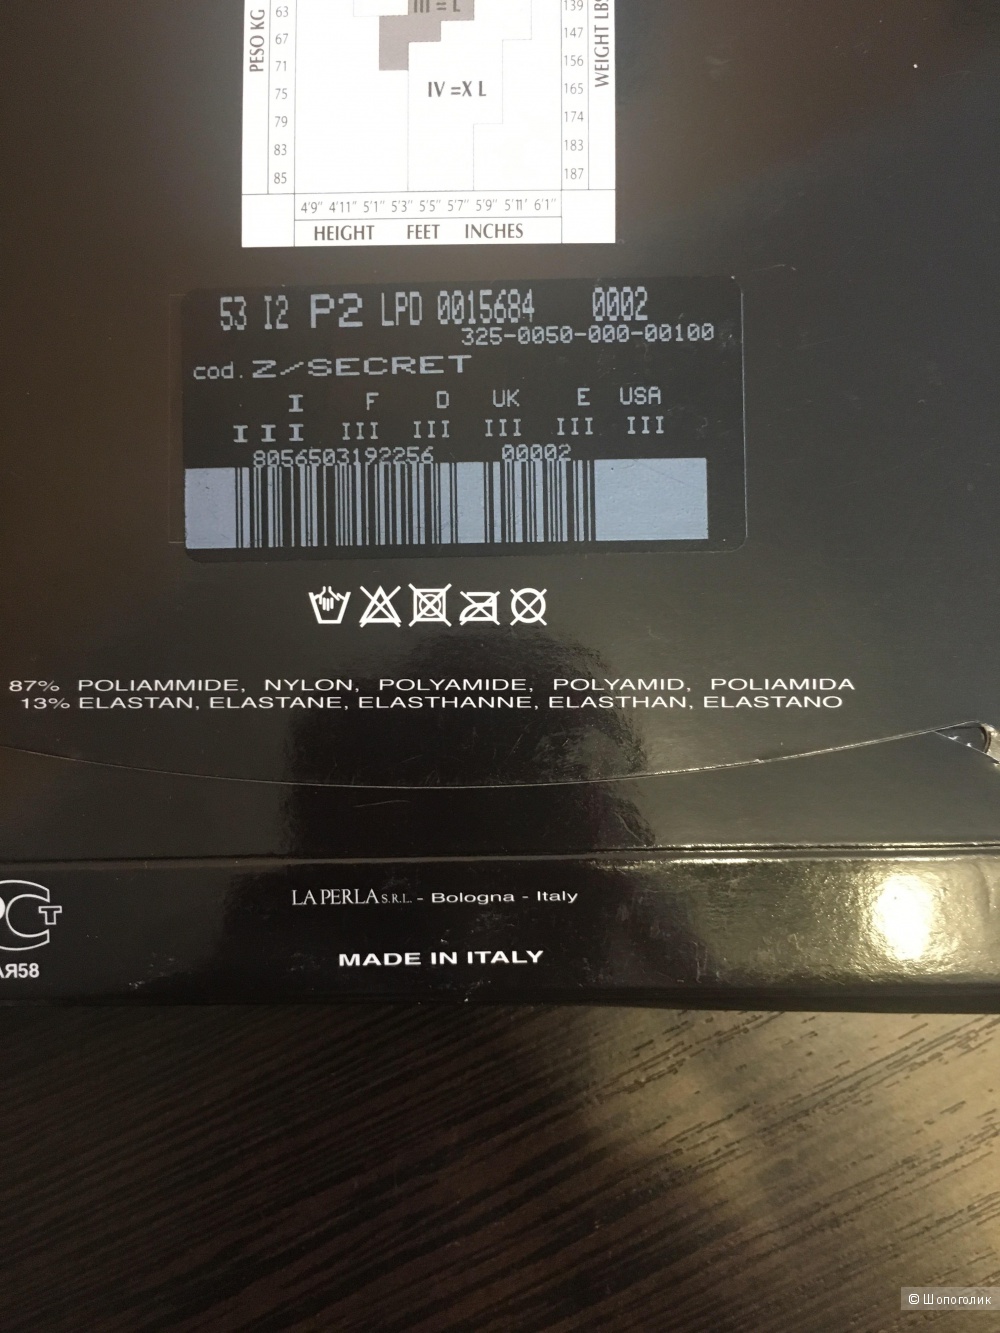 PESO KG
63
67
71
75
79
83
85
III = L
IV =X L
139
147
156
165
174
183
187
WEIGHT LBS
4'9" 4'11" 5'1" 5'3" 5'5" 5'7" 5'9" 5'11" 6'1"
HEIGHT FEET INCHES
53 I2 P2 LPD 0015684 0002
325-0050-000-00100
cod. Z/SECRET
I F D UK E USA
III III III III III III
8056503192256 00002
87% POLIAMMIDE, NYLON, POLYAMIDE, POLYAMID, POLIAMIDA
13% ELASTAN, ELASTANE, ELASTHANNE, ELASTHAN, ELASTANO
АЯ58
LA PERLA S.R.L. - Bologna - Italy
MADE IN ITALY
© Шопоголик